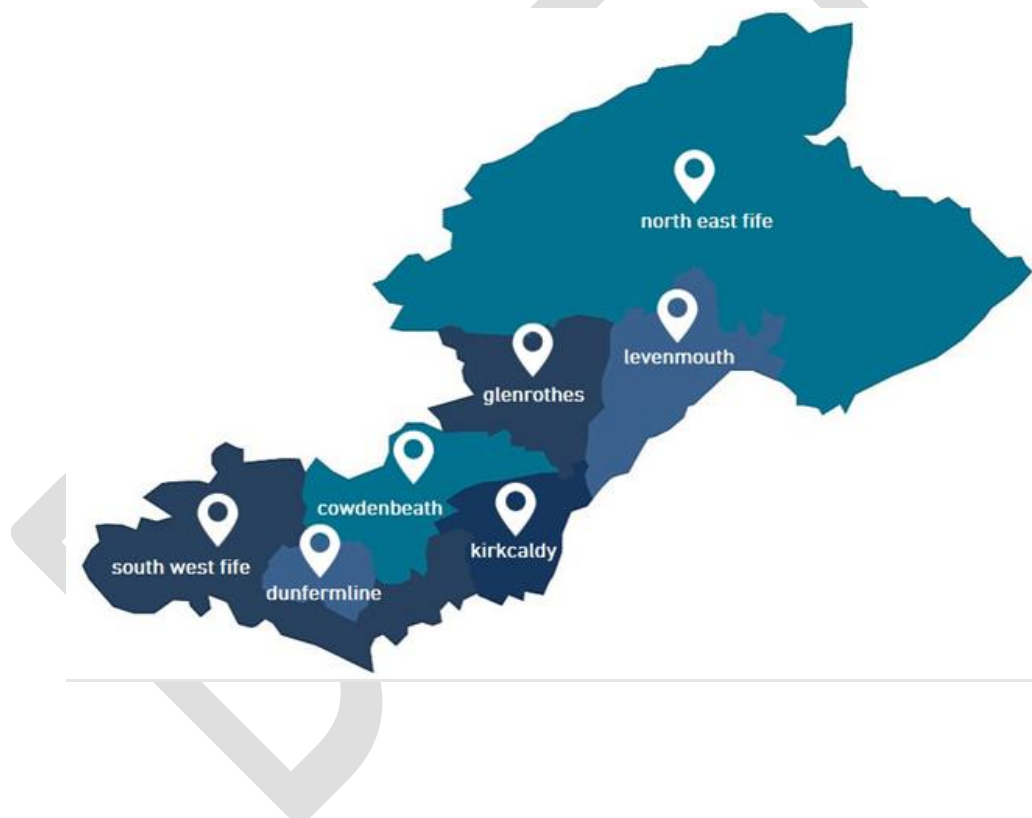 north east fife
levenmouth
glenrothes
cowdenbeath
kirkcaldy
south west fife
dunfermline